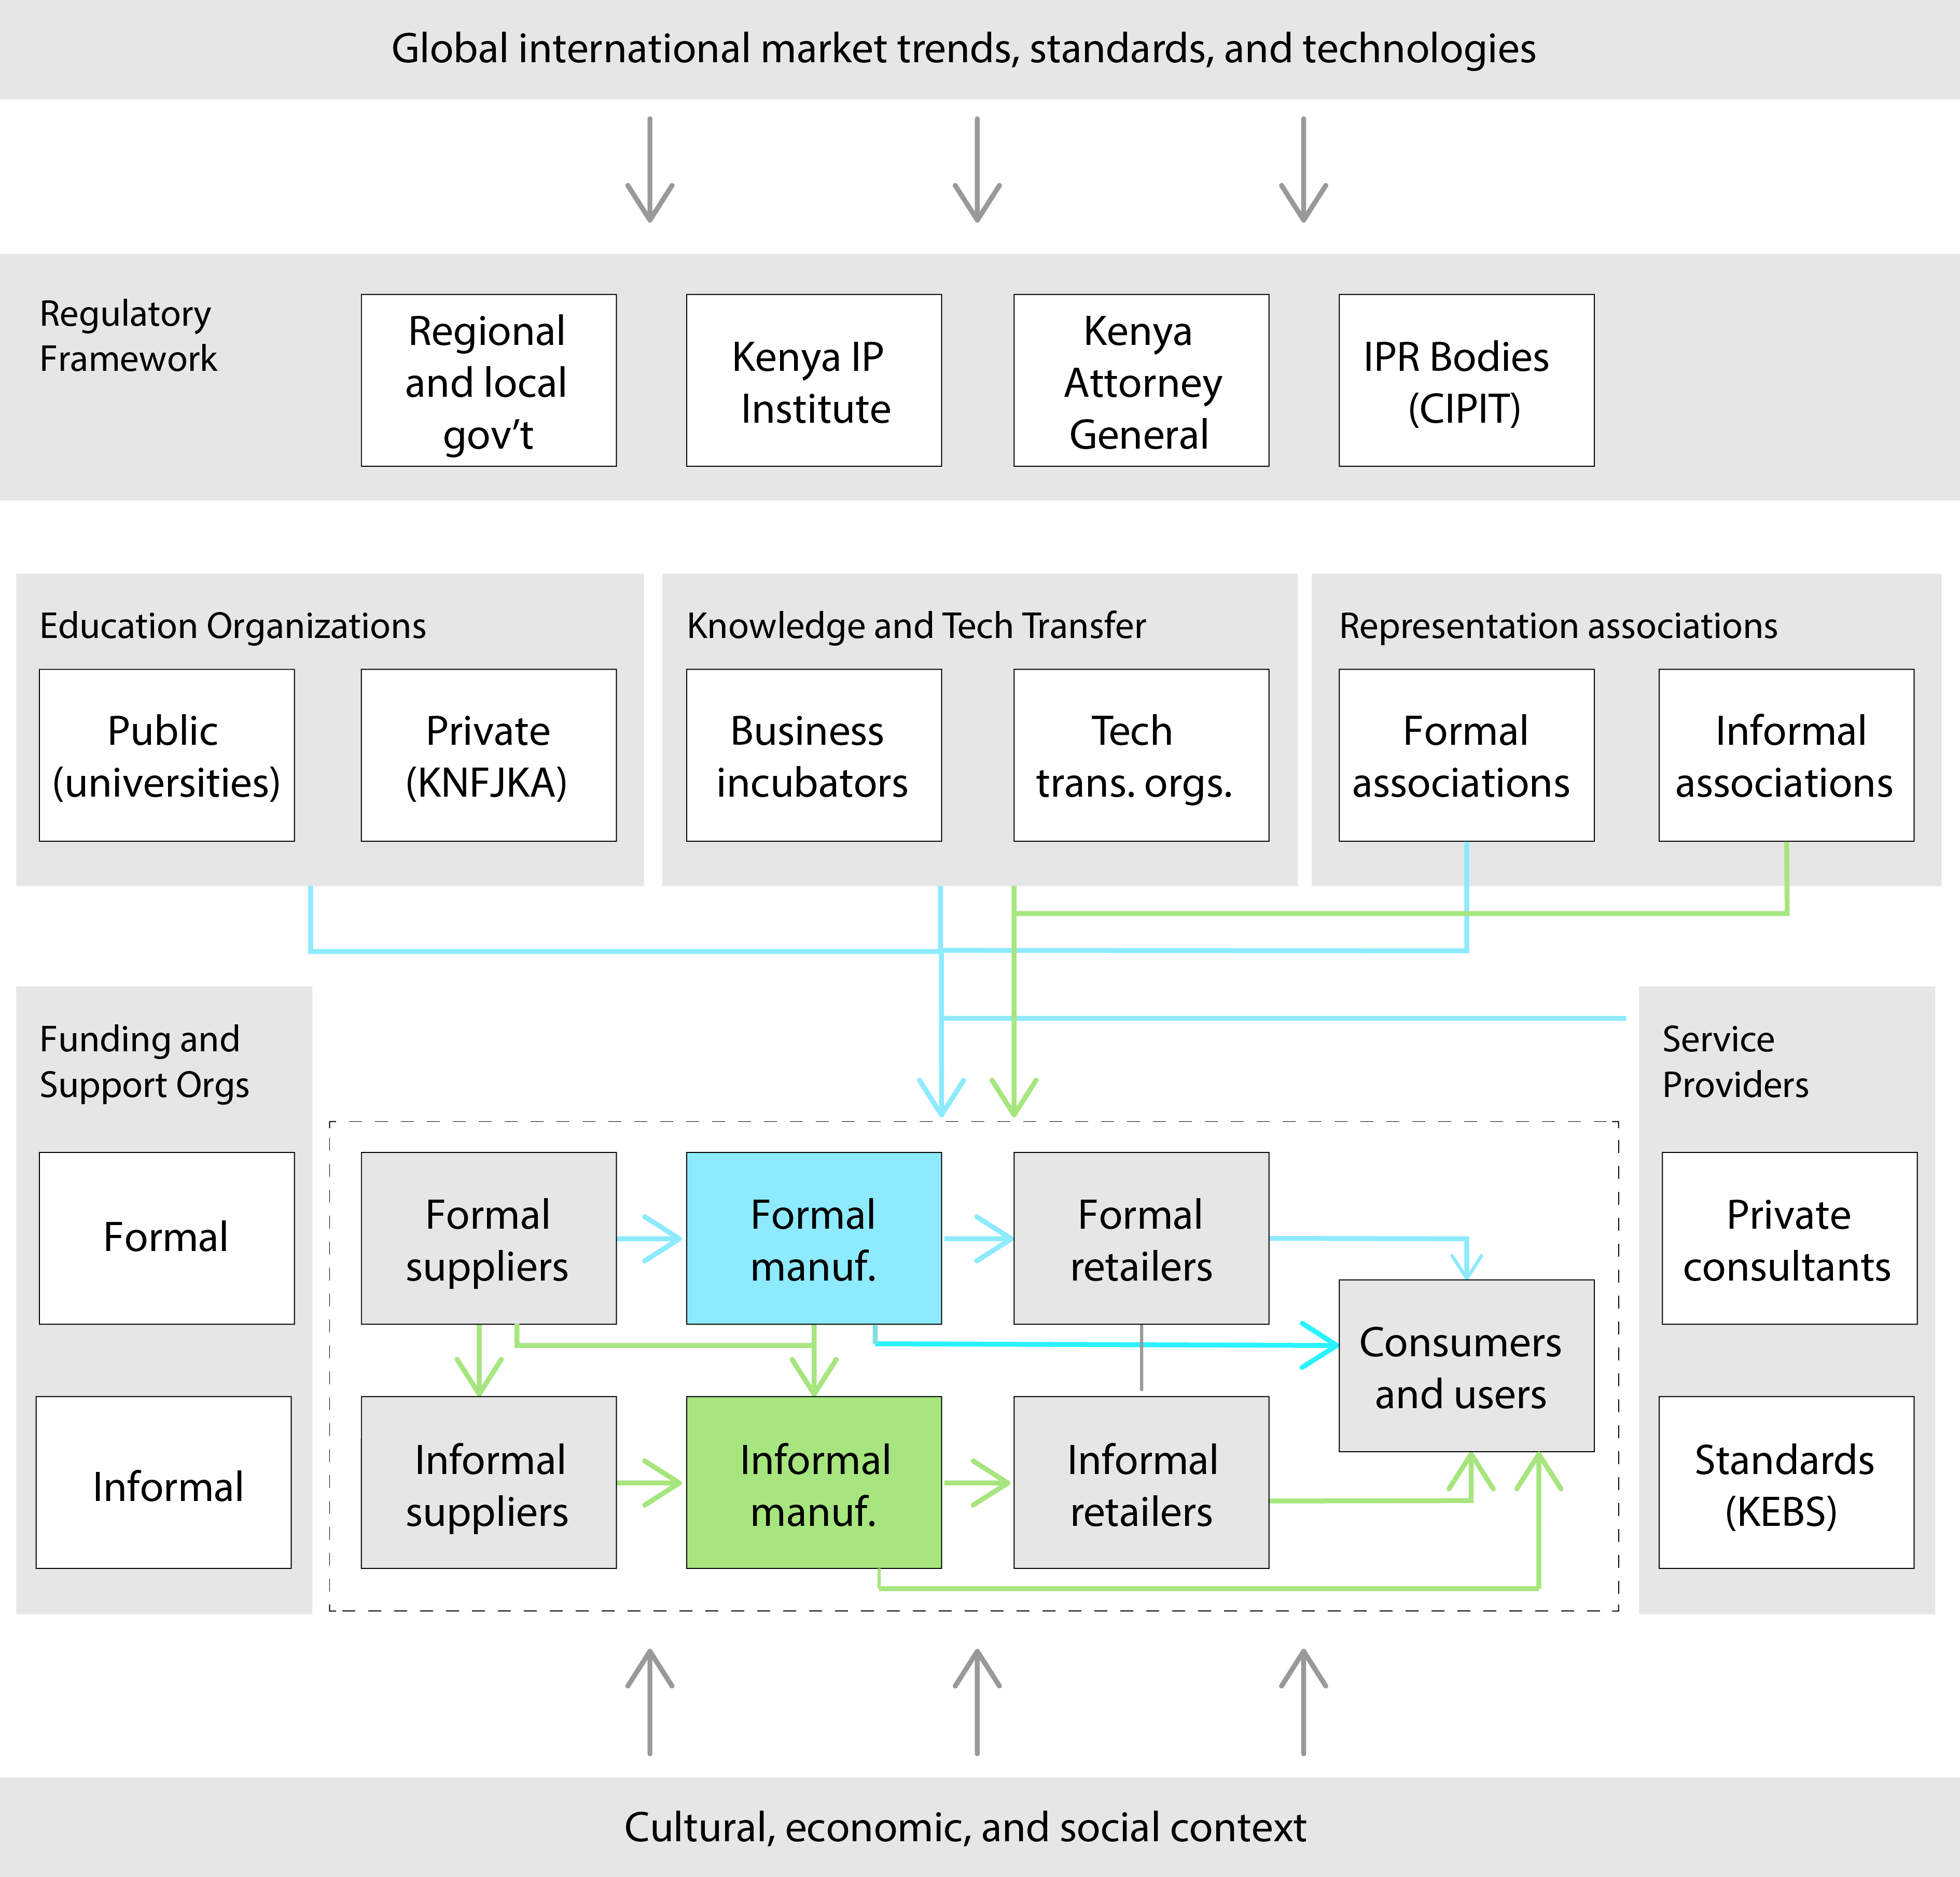 Global international market trends, standards, and technologies
Regulatory
Framework
Regional
and local
gov’t
Kenya IP
Institute
Kenya
Attorney
General
IPR Bodies
(CIPIT)
Education Organizations
Public
(universities)
Private
(KNFJKA)
Knowledge and Tech Transfer
Business
incubators
Tech
trans. orgs.
Representation associations
Formal
associations
Informal
associations
Funding and
Support Orgs
Formal
Informal
Formal
suppliers
Formal
manuf.
Formal
retailers
Informal
suppliers
Informal
manuf.
Informal
retailers
Consumers
and users
Service
Providers
Private
consultants
Standards
(KEBS)
Cultural, economic, and social context